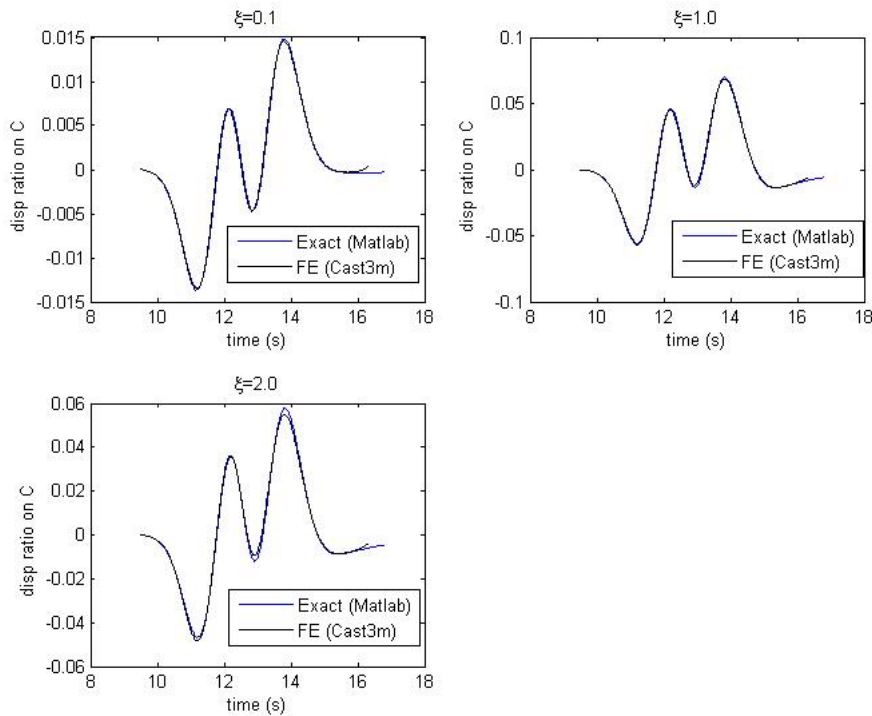 ξ=0.1
0.015
0.01
0.005
0
-0.005
-0.01
-0.015
disp ratio on C
Exact (Matlab)
FE (Cast3m)
8 10 12 14 16 18
time (s)
ξ=1.0
0.1
0.05
0
-0.05
-0.1
disp ratio on C
Exact (Matlab)
FE (Cast3m)
8 10 12 14 16 18
time (s)
ξ=2.0
0.06
0.04
0.02
0
-0.02
-0.04
-0.06
disp ratio on C
Exact (Matlab)
FE (Cast3m)
8 10 12 14 16 18
time (s)